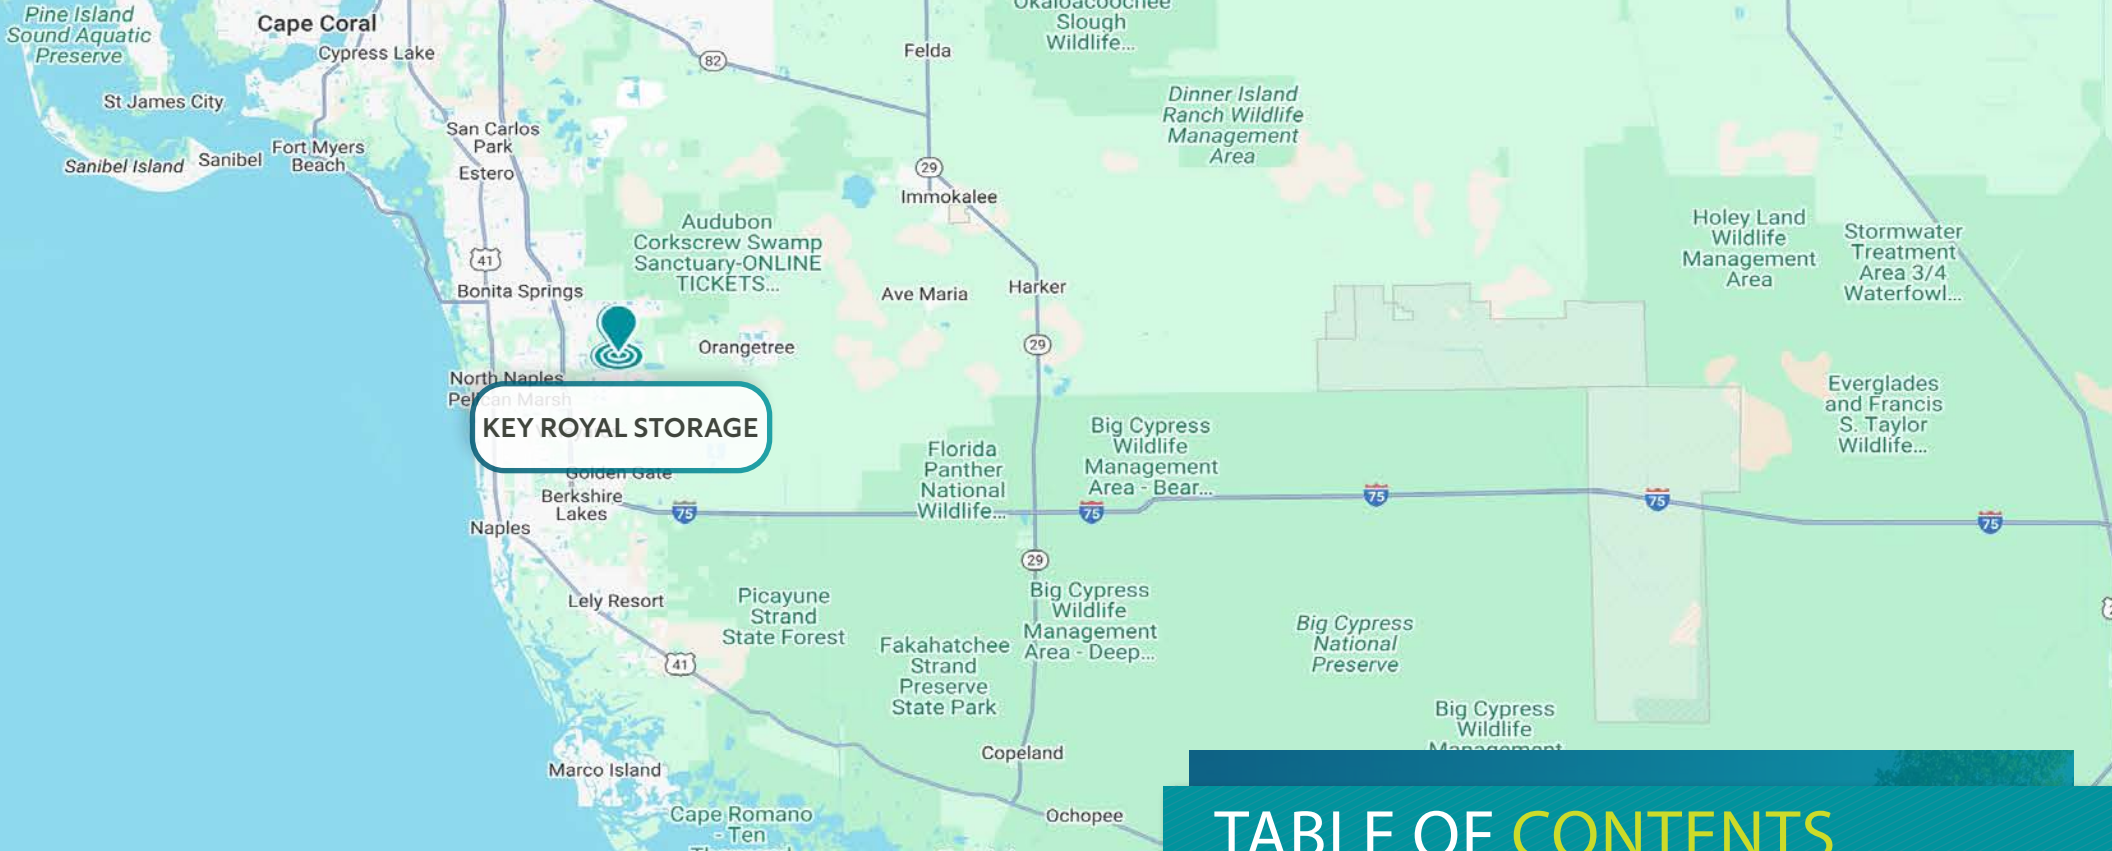 Pine Island
Sound Aquatic
Preserve
Cape Coral
Cypress Lake
St James City
Sanibel Island
Sanibel
Fort Myers
Beach
San Carlos
Park
Estero
41
Bonita Springs
82
Felda
Okaloacoochee
Slough
Wildlife...
Dinner Island
Ranch Wildlife
Management
Area
29
Immokalee
Audubon
Corkscrew Swamp
Sanctuary-ONLINE
TICKETS...
Ave Maria
Harker
Orangetree
29
Holey Land
Wildlife
Management
Area
Stormwater
Treatment
Area 3/4
Waterfowl...
Everglades
and Francis
S. Taylor
Wildlife...
North Naples
Pelican Marsh
KEY ROYAL STORAGE
Golden Gate
Berkshire
Lakes
Naples
75
Florida
Panther
National
Wildlife...
Big Cypress
Wildlife
Management
Area - Bear...
75
75
75
75
29
Lely Resort
Picayune
Strand
State Forest
41
Fakahatchee
Strand
Preserve
State Park
Big Cypress
Wildlife
Management
Area - Deep...
Big Cypress
National
Preserve
Big Cypress
Wildlife
Management
Copeland
Marco Island
Ochopee
Cape Romano
- Ten
TABLE OF CONTENTS